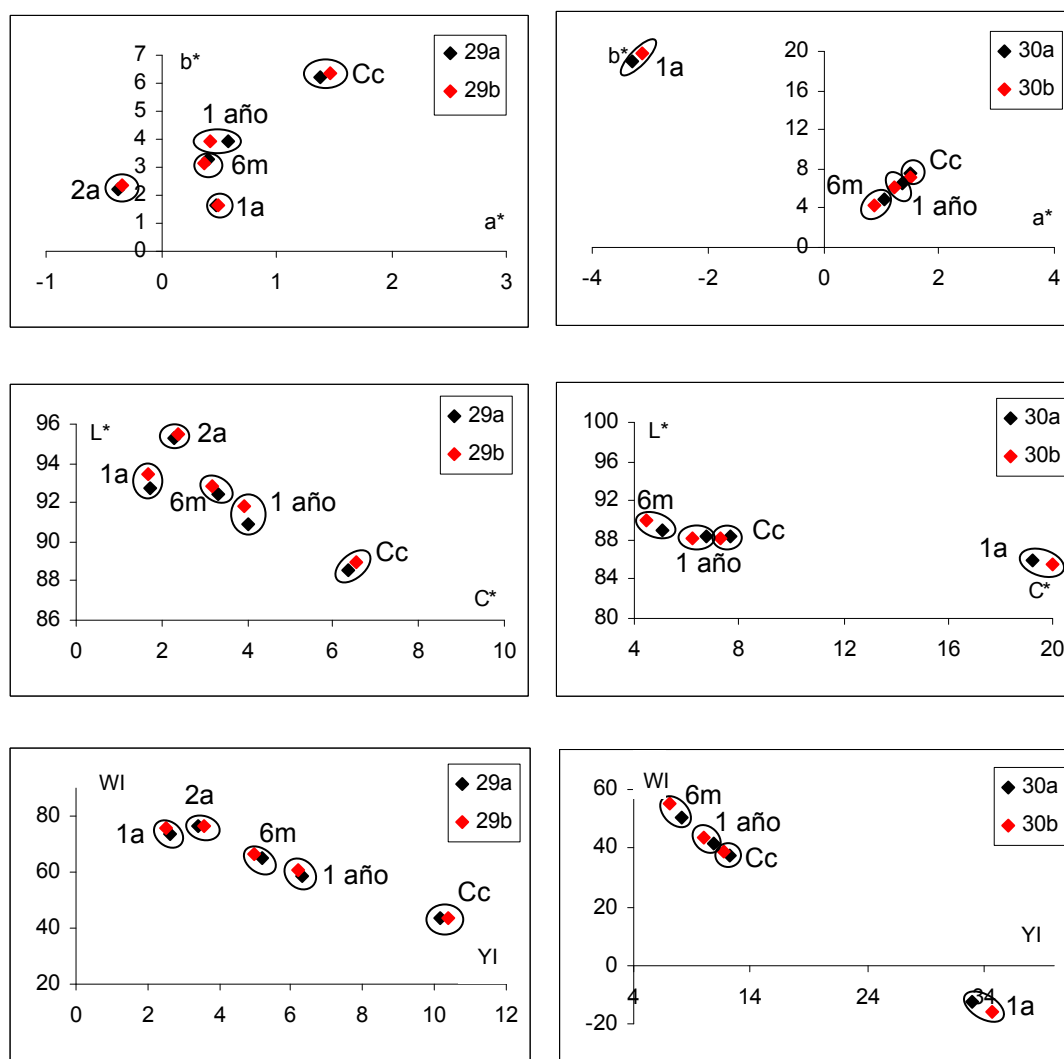 b*
7
6
5
4
3
2
1
0
-1
0
1
2
3
a*
Cc
1 año
6m
2a
1a
29a
29b
b*
20
16
12
8
4
0
-4
-2
0
2
4
a*
1a
Cc
6m
1 año
30a
30b
L*
96
94
92
90
88
86
0
2
4
6
8
10
C*
2a
1a
6m
1 año
Cc
29a
29b
L*
100
96
92
88
84
80
4
8
12
16
20
C*
6m
1 año
Cc
1a
30a
30b
WI
80
60
40
20
0
2
4
6
8
10
12
YI
2a
1a
6m
1 año
Cc
29a
29b
WI
60
40
20
0
-20
4
14
24
34
YI
6m
1 año
Cc
1a
30a
30b